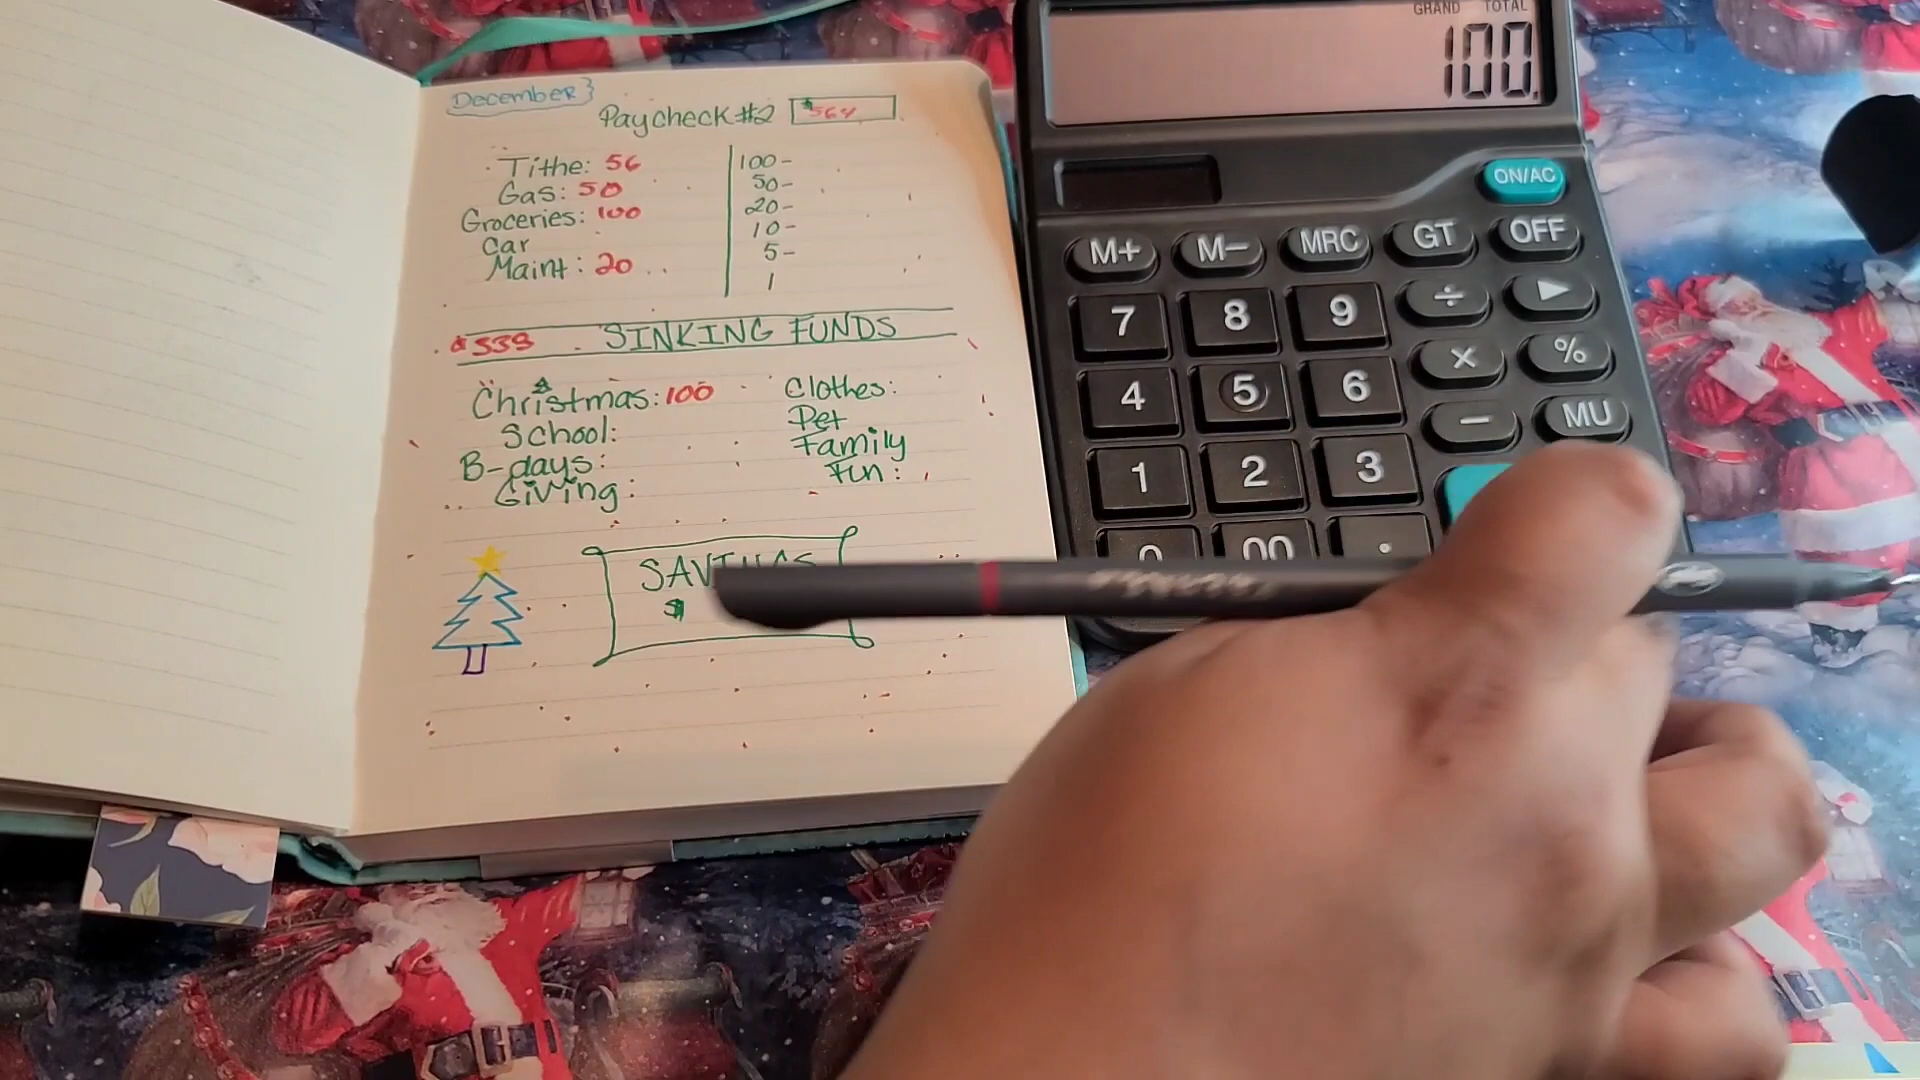 December
Paycheck #2 $564
Tithe: 56
Gas: 50
Groceries: 100
Car
Maint: 20
100-
50-
20-
10-
5-
1
$338 SINKING FUNDS
Christmas: 100
School:
B-days:
Giving:
Clothes:
Pet
Family
Fun:
$
GRAND TOTAL
100.
ON/AC
M+ M− MRC GT OFF
7 8 9 ÷ ▶
4 5 6 × %
1 2 3 − MU
0 00 .